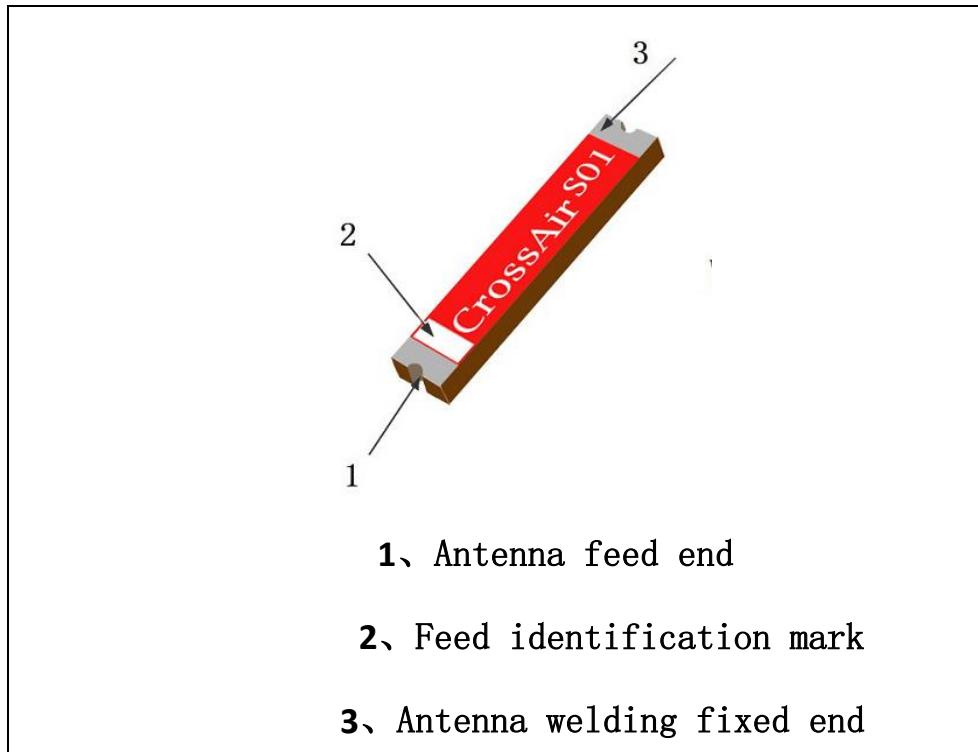 3
CrossAir S01
2
1
1、Antenna feed end
2、Feed identification mark
3、Antenna welding fixed end